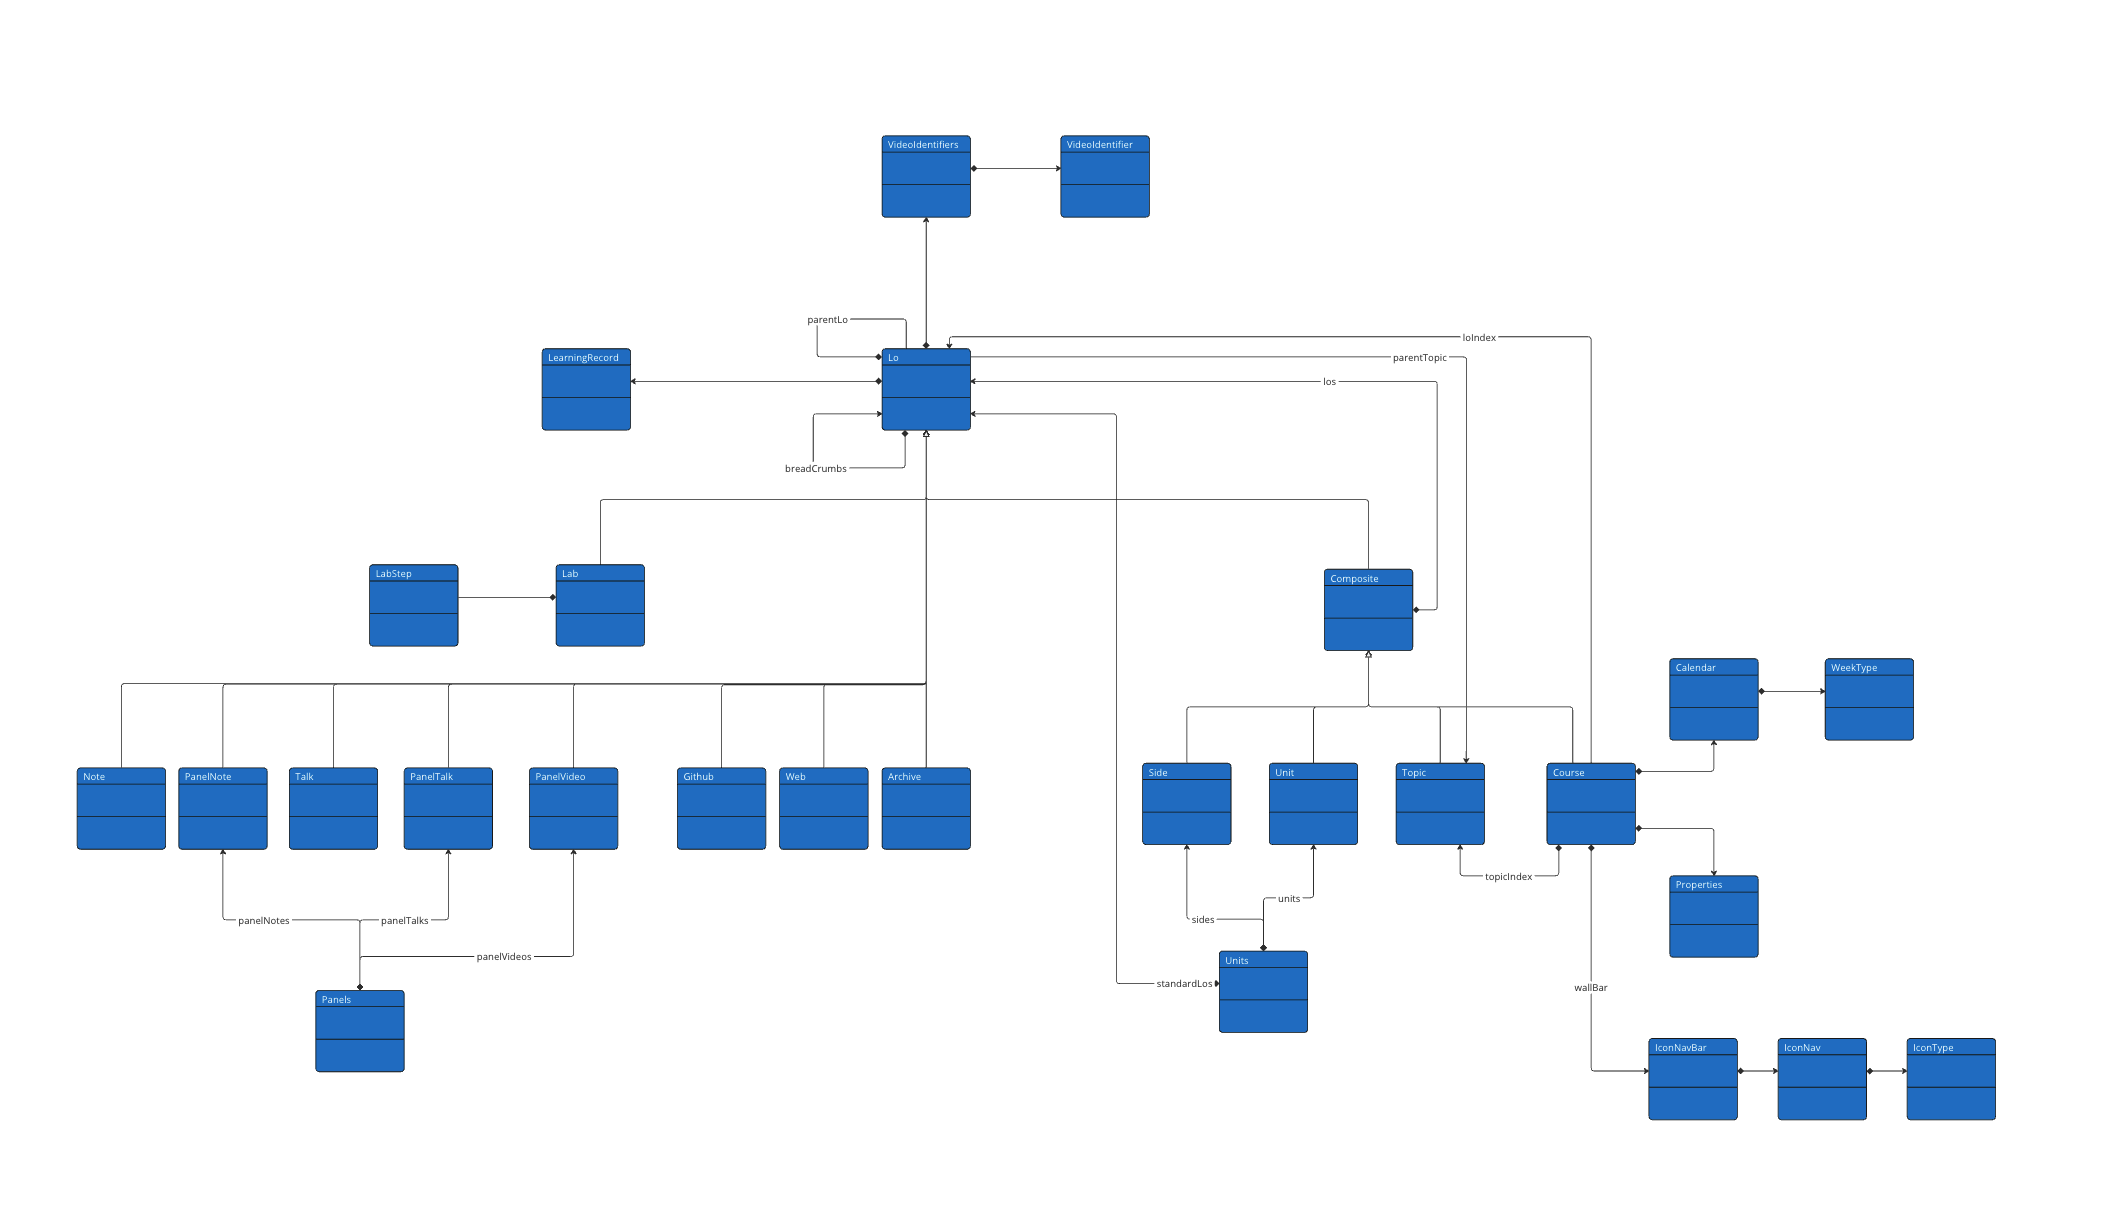 VideoIdentifiers
VideoIdentifier
parentLo
loIndex
LearningRecord
Lo
parentTopic
los
breadCrumbs
LabStep
Lab
Composite
Calendar
WeekType
Note
PanelNote
Talk
PanelTalk
PanelVideo
Github
Web
Archive
Side
Unit
Topic
Course
topicIndex
Properties
units
panelNotes
panelTalks
sides
panelVideos
Units
standardLos
wallBar
Panels
IconNavBar
IconNav
IconType